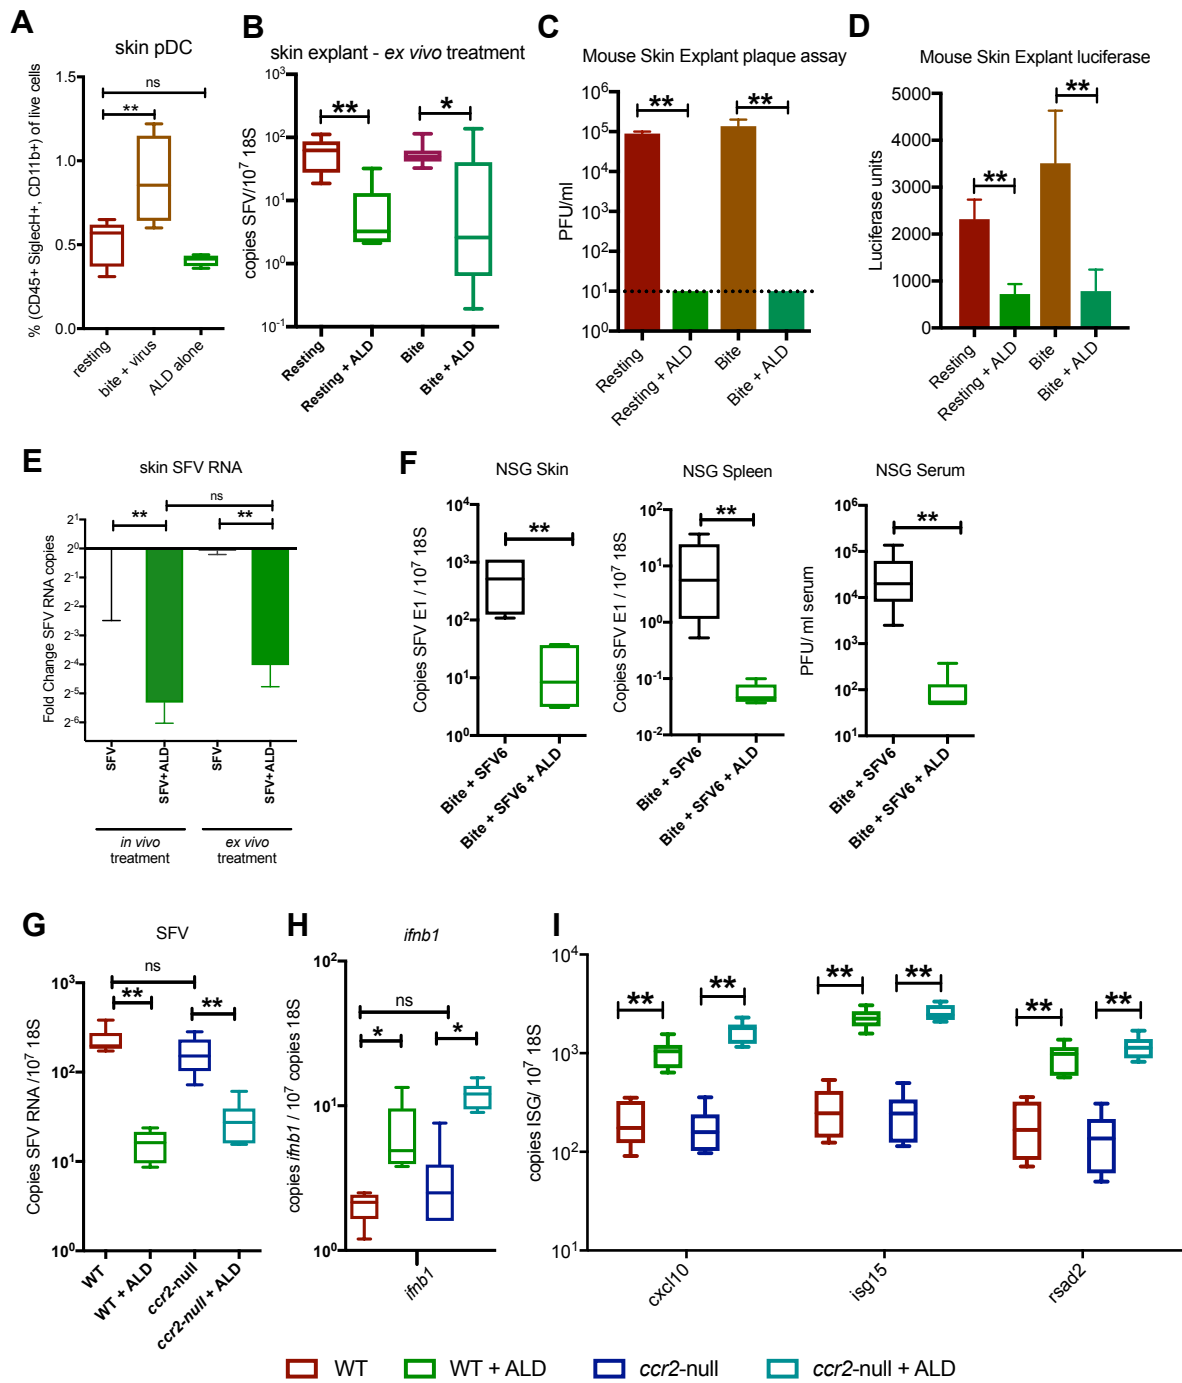 A
skin pDC
% (CD45+ SiglecH+, CD11b+) of live cells
1.5
1.0
0.5
0.0
ns
**
resting
bite + virus
ALD alone
B
skin explant - ex vivo treatment
copies SFV/10⁷ 18S
10³
10²
10¹
10⁰
10⁻¹
**
*
Resting
Resting + ALD
Bite
Bite + ALD
C
Mouse Skin Explant plaque assay
PFU/ml
10⁶
10⁵
10⁴
10³
10²
10¹
10⁰
**
**
Resting
Resting + ALD
Bite
Bite + ALD
D
Mouse Skin Explant luciferase
Luciferase units
5000
4000
3000
2000
1000
0
**
**
Resting
Resting + ALD
Bite
Bite + ALD
E
skin SFV RNA
Fold Change SFV RNA copies
2¹
2⁰
2⁻¹
2⁻²
2⁻³
2⁻⁴
2⁻⁵
2⁻⁶
ns
**
**
SFV
SFV+ALD
SFV
SFV+ALD
in vivo
treatment
ex vivo
treatment
F
NSG Skin
Copies SFV E1 / 10⁷ 18S
10⁴
10³
10²
10¹
10⁰
**
Bite + SFV6
Bite + SFV6 + ALD
NSG Spleen
Copies SFV E1 / 10⁷ 18S
10²
10¹
10⁰
10⁻¹
10⁻²
**
Bite + SFV6
Bite + SFV6 + ALD
NSG Serum
PFU/ ml serum
10⁶
10⁵
10⁴
10³
10²
10¹
**
Bite + SFV6
Bite + SFV6 + ALD
G
SFV
Copies SFV RNA /10⁷ 18S
10³
10²
10¹
10⁰
ns
**
**
WT
WT + ALD
ccr2-null
ccr2-null + ALD
H
ifnb1
copies ifnb1 / 10⁷ copies 18S
10²
10¹
10⁰
ns
*
*
ifnb1
I
copies ISG/ 10⁷ 18S
10⁴
10³
10²
10¹
**
**
**
**
**
**
cxcl10
isg15
rsad2
WT
WT + ALD
ccr2-null
ccr2-null + ALD